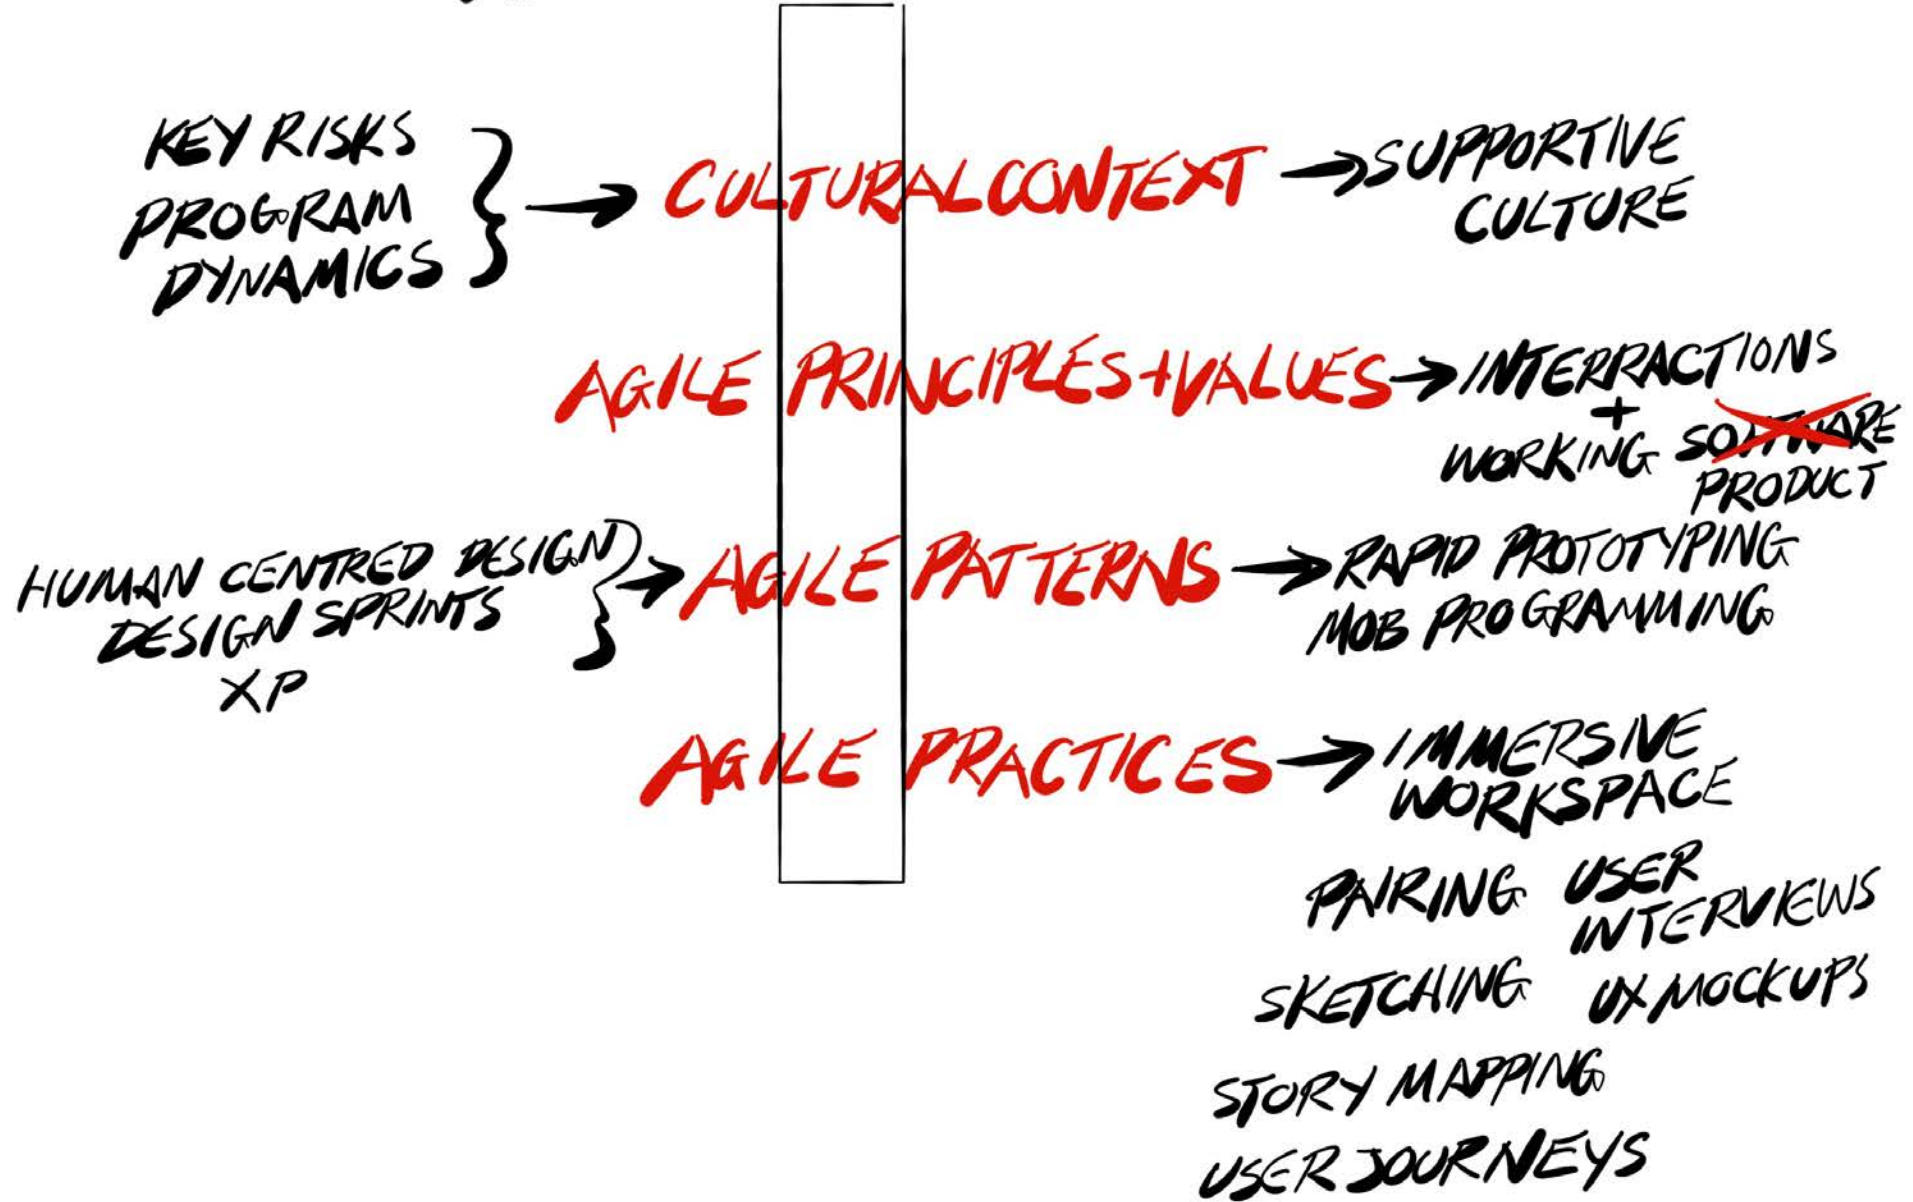 KEY RISKS
PROGRAM
DYNAMICS
CULTURAL CONTEXT
SUPPORTIVE
CULTURE
AGILE PRINCIPLES + VALUES
INTERRACTIONS
+
WORKING SOFTWARE
PRODUCT
HUMAN CENTRED DESIGN
DESIGN SPRINTS
XP
AGILE PATTERNS
RAPID PROTOTYPING
MOB PROGRAMMING
AGILE PRACTICES
IMMERSIVE
WORKSPACE
PAIRING
USER
INTERVIEWS
SKETCHING
UX MOCKUPS
STORY MAPPING
USER JOURNEYS